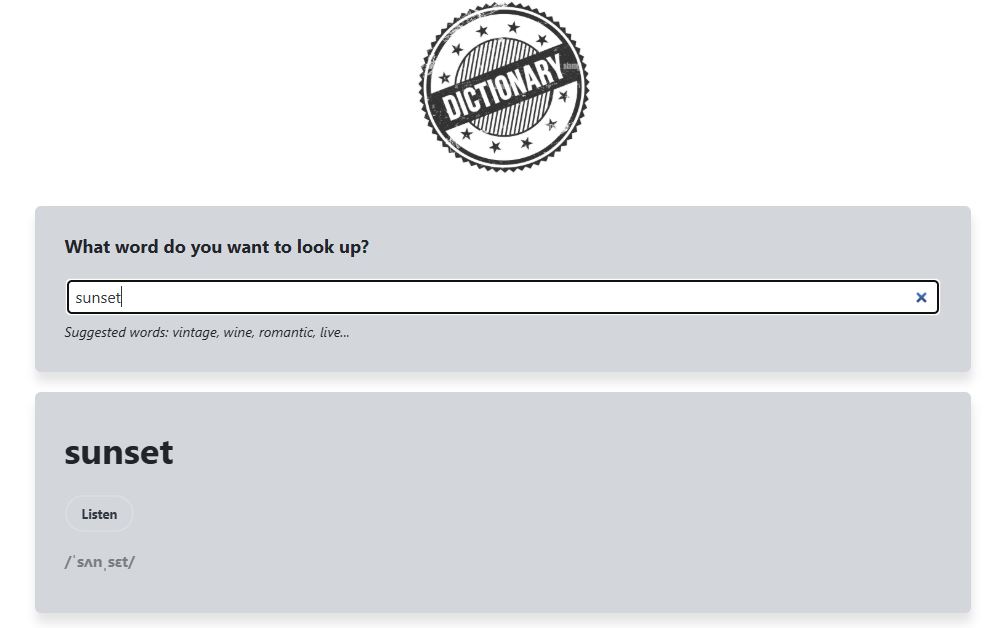 DICTIONARY
What word do you want to look up?
sunset
Suggested words: vintage, wine, romantic, live...
sunset
Listen
/ˈsʌnˌsɛt/